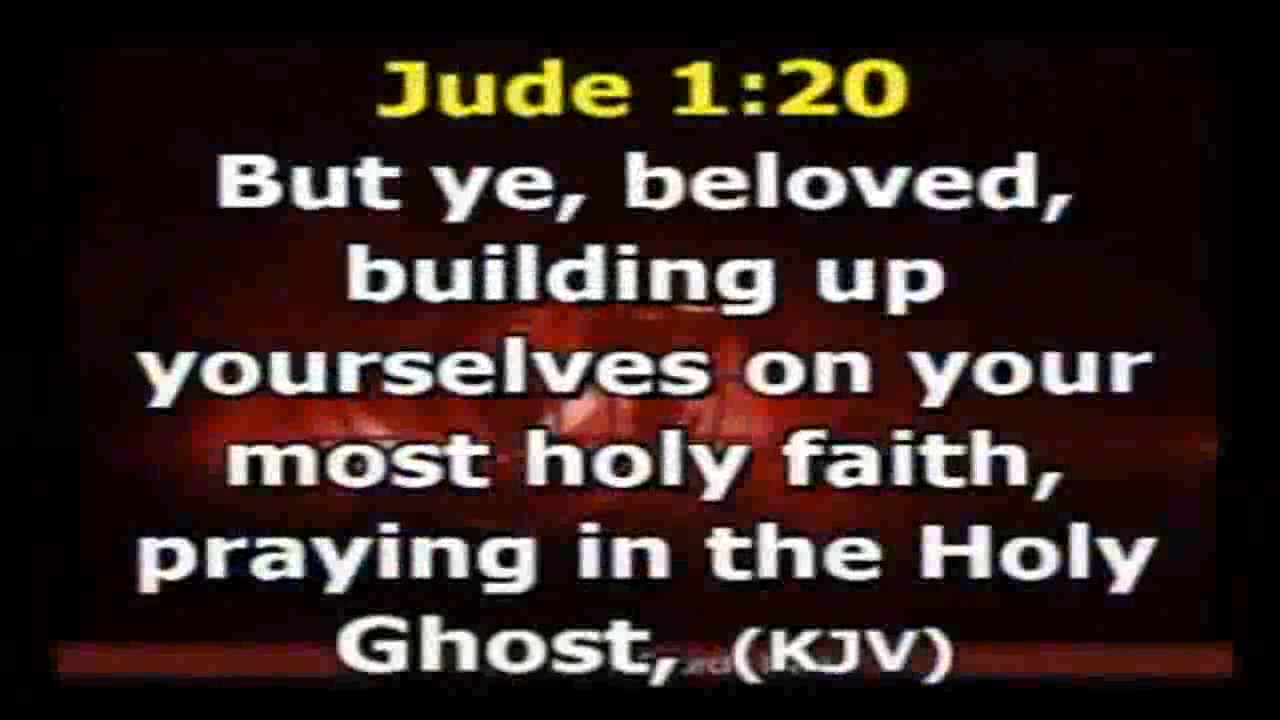 Jude 1:20
But ye, beloved,
building up
yourselves on your
most holy faith,
praying in the Holy
Ghost, (KJV)